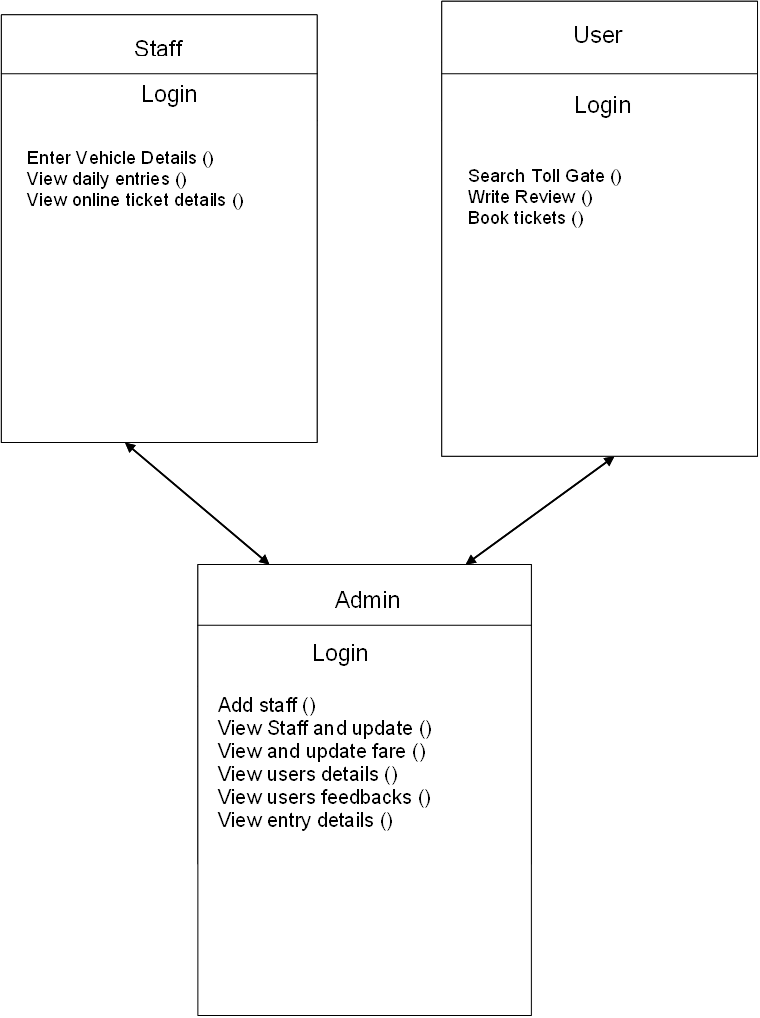 Staff
Login
Enter Vehicle Details ()
View daily entries ()
View online ticket details ()
User
Login
Search Toll Gate ()
Write Review ()
Book tickets ()
Admin
Login
Add staff ()
View Staff and update ()
View and update fare ()
View users details ()
View users feedbacks ()
View entry details ()